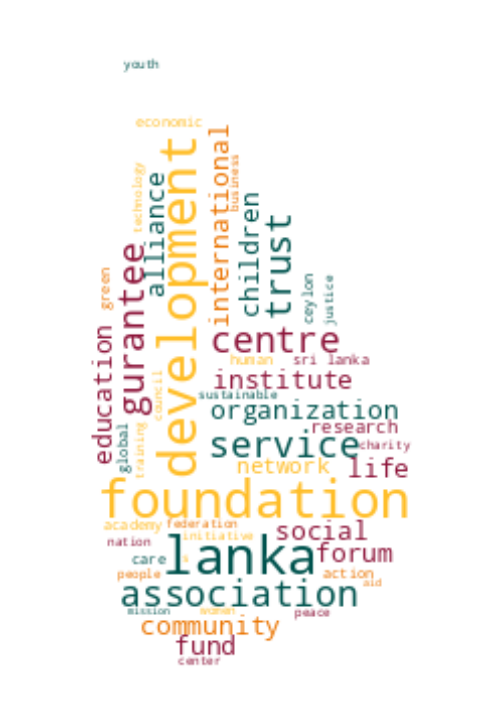 youth
economic
technology
alliance
development
international
business
children
trust
green
gurantee
ceylon
justice
centre
education
human
sri lanka
council
institute
sustainable
organization
global
training
research
service
charity
network
life
foundation
academy
federation
social
initiative
nation
lanka
forum
care
s
people
action
aid
association
mission
women
peace
community
fund
center